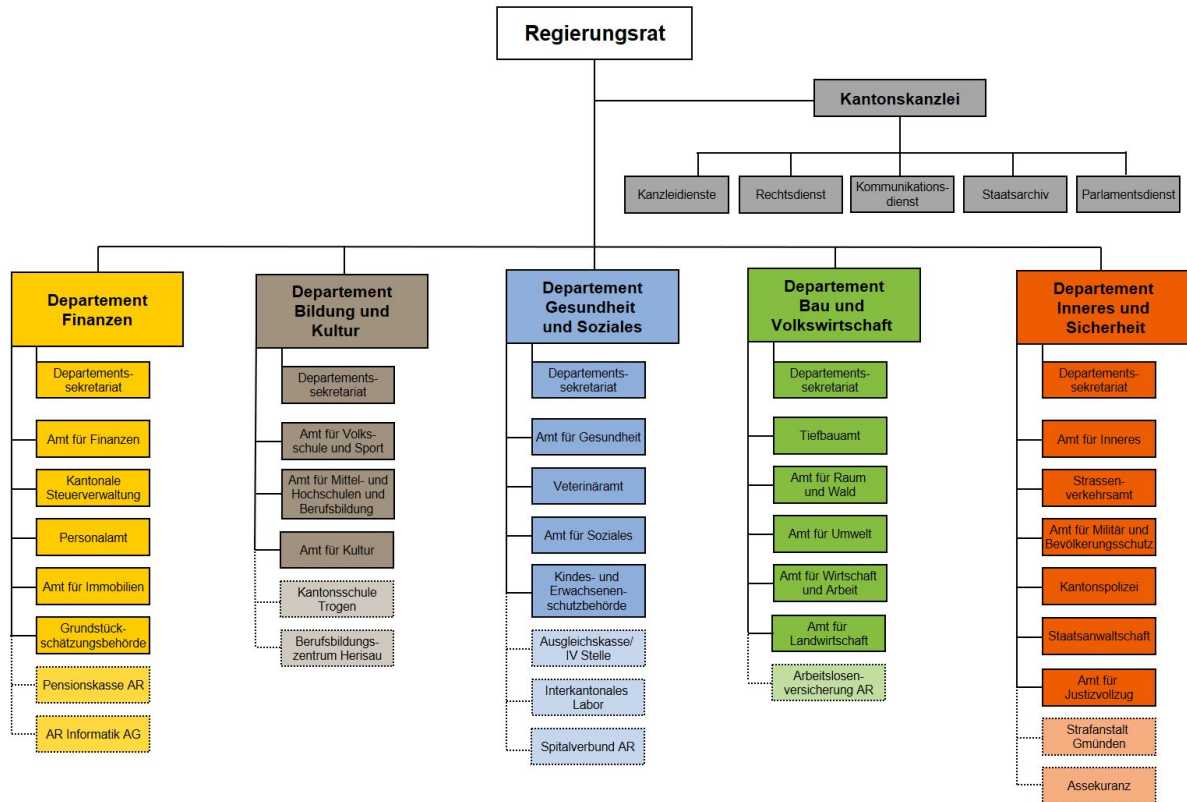 Regierungsrat
Kantonskanzlei
Kanzleidienste
Rechtsdienst
Kommunikations-
dienst
Staatsarchiv
Parlamentsdienst
Departement
Finanzen
Departements-
sekretariat
Amt für Finanzen
Kantonale
Steuerverwaltung
Personalamt
Amt für Immobilien
Grundstück-
schätzungsbehörde
Pensionskasse AR
AR Informatik AG
Departement
Bildung und
Kultur
Departements-
sekretariat
Amt für Volks-
schule und Sport
Amt für Mittel- und
Hochschulen und
Berufsbildung
Amt für Kultur
Kantonsschule
Trogen
Berufsbildungs-
zentrum Herisau
Departement
Gesundheit
und Soziales
Departements-
sekretariat
Amt für Gesundheit
Veterinäramt
Amt für Soziales
Kindes- und
Erwachsenen-
schutzbehörde
Ausgleichskasse/
IV Stelle
Interkantonales
Labor
Spitalverbund AR
Departement
Bau und
Volkswirtschaft
Departements-
sekretariat
Tiefbauamt
Amt für Raum
und Wald
Amt für Umwelt
Amt für Wirtschaft
und Arbeit
Amt für
Landwirtschaft
Arbeitslosen-
versicherung AR
Departement
Inneres und
Sicherheit
Departements-
sekretariat
Amt für Inneres
Strassen-
verkehrsamt
Amt für Militär und
Bevölkerungsschutz
Kantonspolizei
Staatsanwaltschaft
Amt für
Justizvollzug
Strafanstalt
Gmünden
Assekuranz